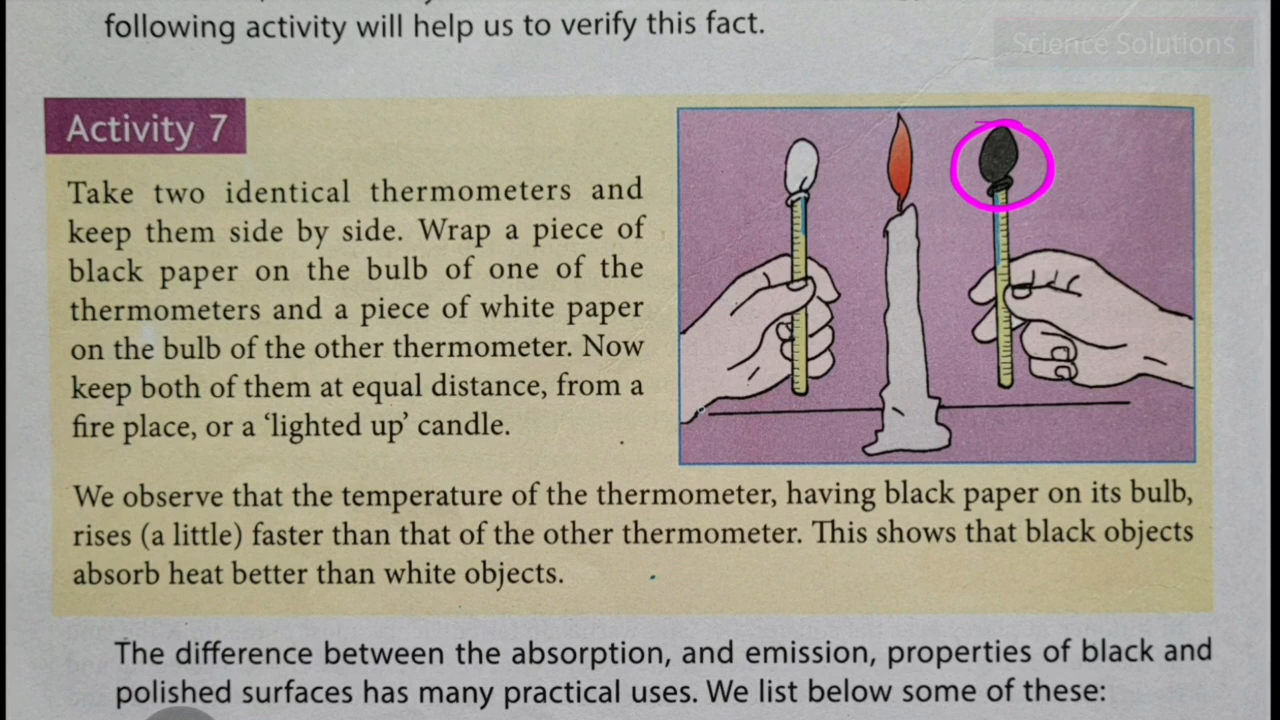 following activity will help us to verify this fact.
Science Solutions
Activity 7
Take two identical thermometers and
keep them side by side. Wrap a piece of
black paper on the bulb of one of the
thermometers and a piece of white paper
on the bulb of the other thermometer. Now
keep both of them at equal distance, from a
fire place, or a ‘lighted up’ candle.
We observe that the temperature of the thermometer, having black paper on its bulb,
rises (a little) faster than that of the other thermometer. This shows that black objects
absorb heat better than white objects.
The difference between the absorption, and emission, properties of black and
polished surfaces has many practical uses. We list below some of these: